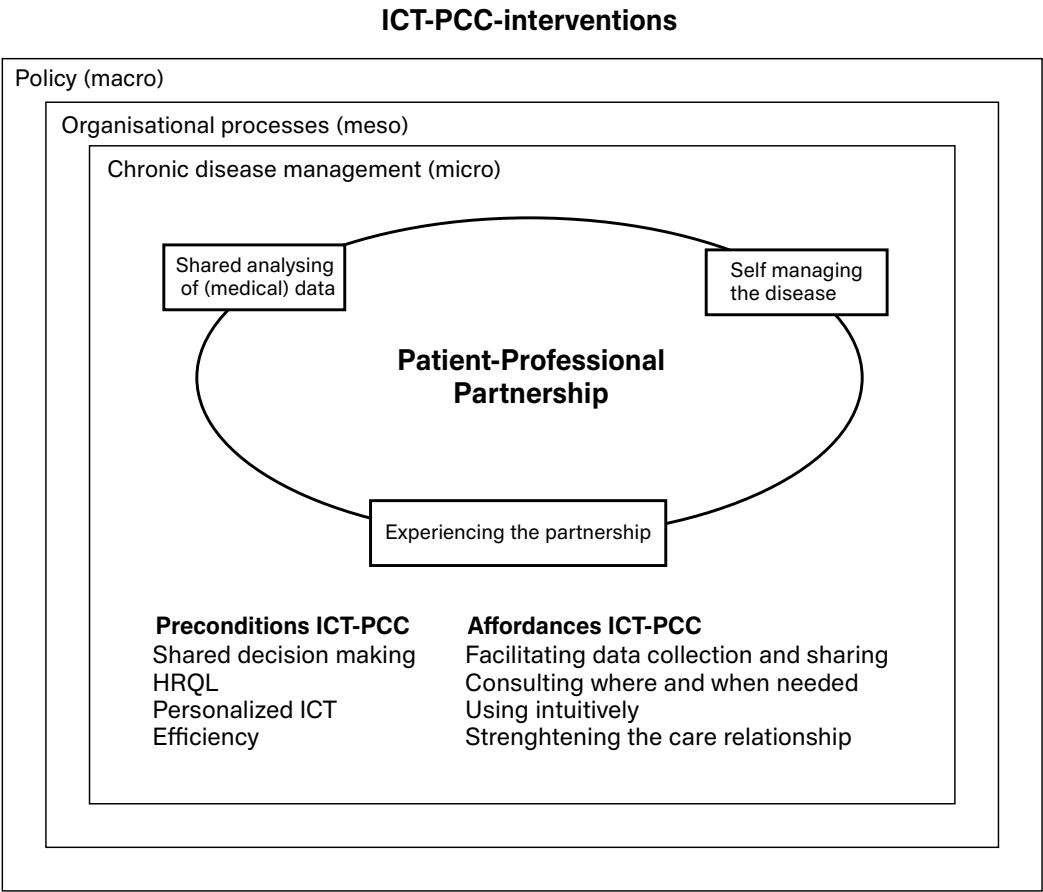 ICT-PCC-interventions
Policy (macro)
Organisational processes (meso)
Chronic disease management (micro)
Shared analysing
of (medical) data
Self managing
the disease
Patient-Professional
Partnership
Experiencing the partnership
Preconditions ICT-PCC
Shared decision making
HRQL
Personalized ICT
Efficiency
Affordances ICT-PCC
Facilitating data collection and sharing
Consulting where and when needed
Using intuitively
Strenghtening the care relationship